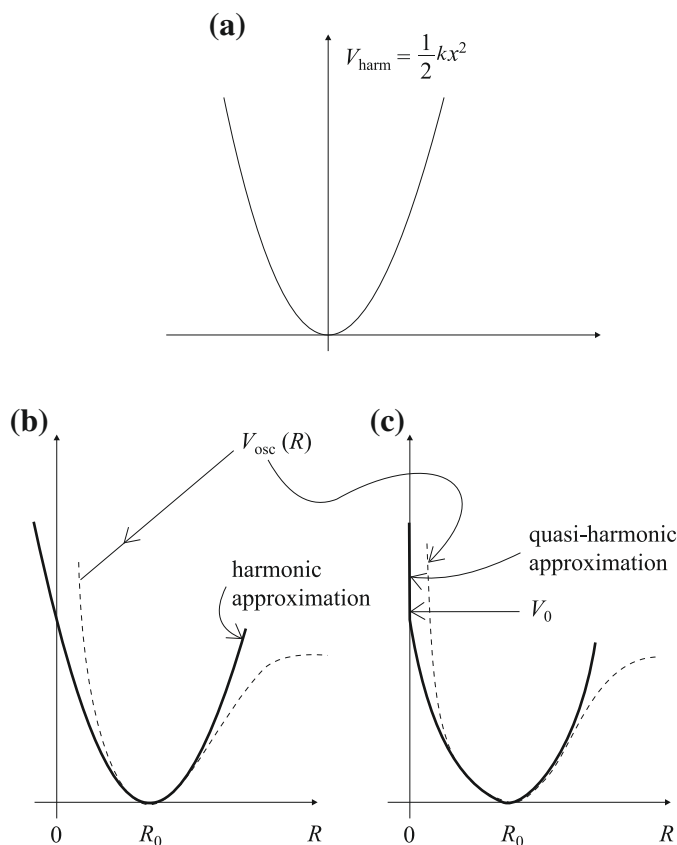 (a)
V_harm = 1/2 kx²
(b)
(c)
V_osc (R)
quasi-harmonic
approximation
harmonic
approximation
V_0
0
R_0
R
0
R_0
R